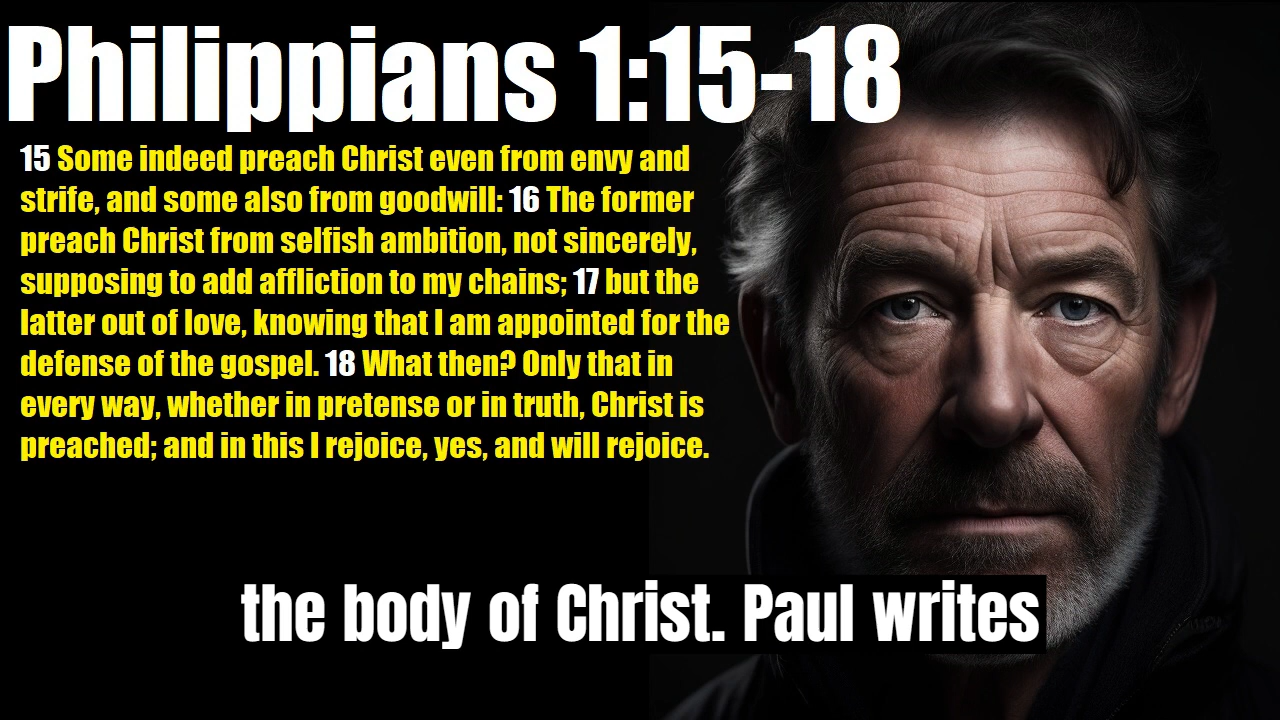 Philippians 1:15-18
15 Some indeed preach Christ even from envy and
strife, and some also from goodwill: 16 The former
preach Christ from selfish ambition, not sincerely,
supposing to add affliction to my chains; 17 but the
latter out of love, knowing that I am appointed for the
defense of the gospel. 18 What then? Only that in
every way, whether in pretense or in truth, Christ is
preached; and in this I rejoice, yes, and will rejoice.
the body of Christ. Paul writes